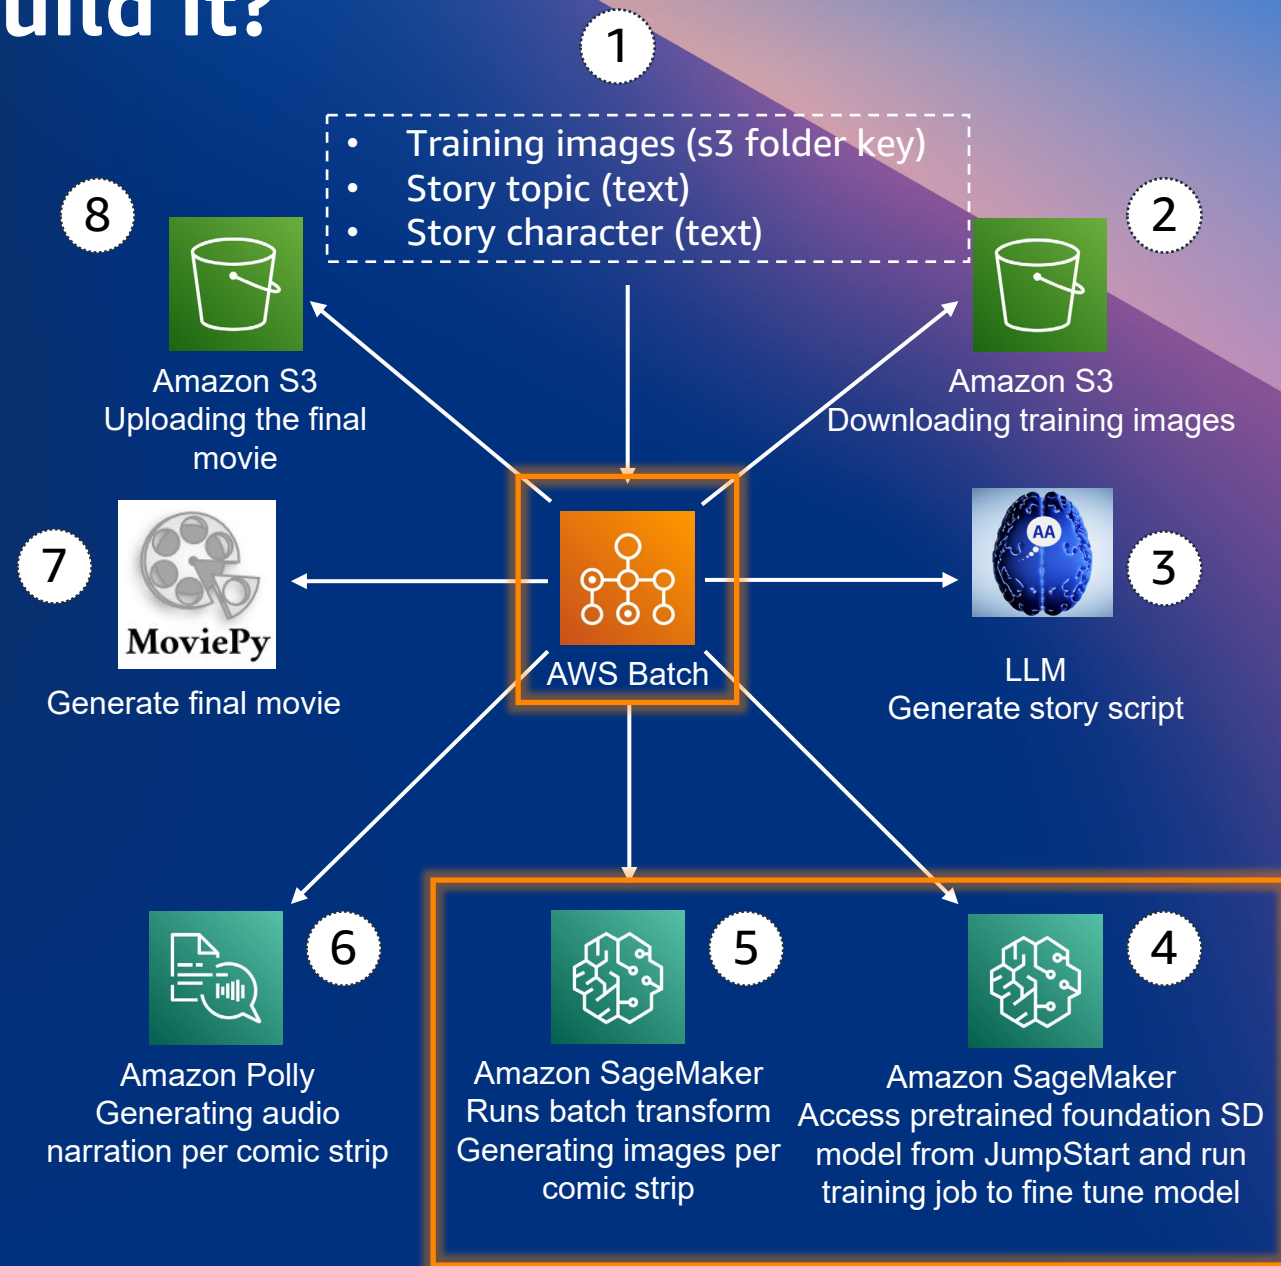 uild it?
1
• Training images (s3 folder key)
• Story topic (text)
• Story character (text)
8
2
Amazon S3
Uploading the final
movie
Amazon S3
Downloading training images
7
MoviePy
Generate final movie
AWS Batch
AA
3
LLM
Generate story script
6
Amazon Polly
Generating audio
narration per comic strip
5
Amazon SageMaker
Runs batch transform
Generating images per
comic strip
4
Amazon SageMaker
Access pretrained foundation SD
model from JumpStart and run
training job to fine tune model